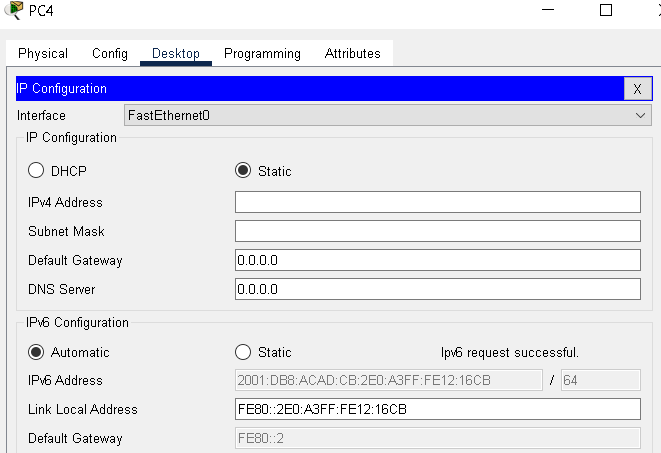 PC4
Physical Config Desktop Programming Attributes
IP Configuration X
Interface FastEthernet0
IP Configuration
DHCP Static
IPv4 Address
Subnet Mask
Default Gateway 0.0.0.0
DNS Server 0.0.0.0
IPv6 Configuration
Automatic Static Ipv6 request successful.
IPv6 Address 2001:DB8:ACAD:CB:2E0:A3FF:FE12:16CB / 64
Link Local Address FE80::2E0:A3FF:FE12:16CB
Default Gateway FE80::2